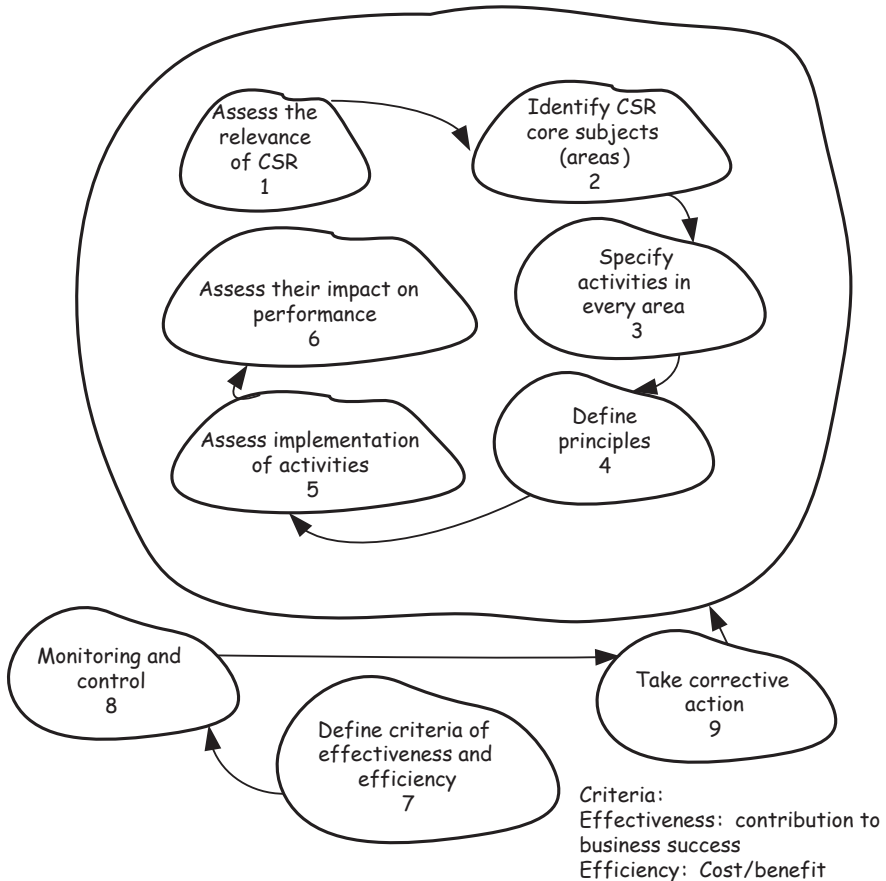 Assess the
relevance
of CSR
1
Identify CSR
core subjects
(areas)
2
Specify
activities in
every area
3
Define
principles
4
Assess implementation
of activities
5
Assess their impact on
performance
6
Define criteria of
effectiveness and
efficiency
7
Monitoring and
control
8
Take corrective
action
9
Criteria:
Effectiveness: contribution to
business success
Efficiency: Cost/benefit